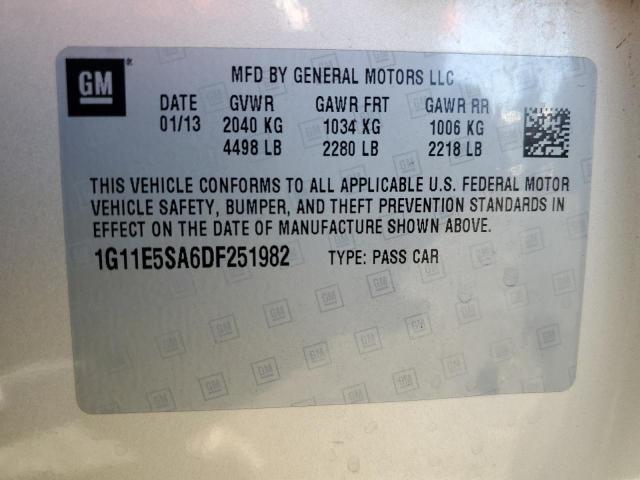 GM
MFD BY GENERAL MOTORS LLC
DATE GVWR GAWR FRT GAWR RR
01/13 2040 KG 1034 KG 1006 KG
4498 LB 2280 LB 2218 LB
THIS VEHICLE CONFORMS TO ALL APPLICABLE U.S. FEDERAL MOTOR
VEHICLE SAFETY, BUMPER, AND THEFT PREVENTION STANDARDS IN
EFFECT ON THE DATE OF MANUFACTURE SHOWN ABOVE.
1G11E5SA6DF251982 TYPE: PASS CAR